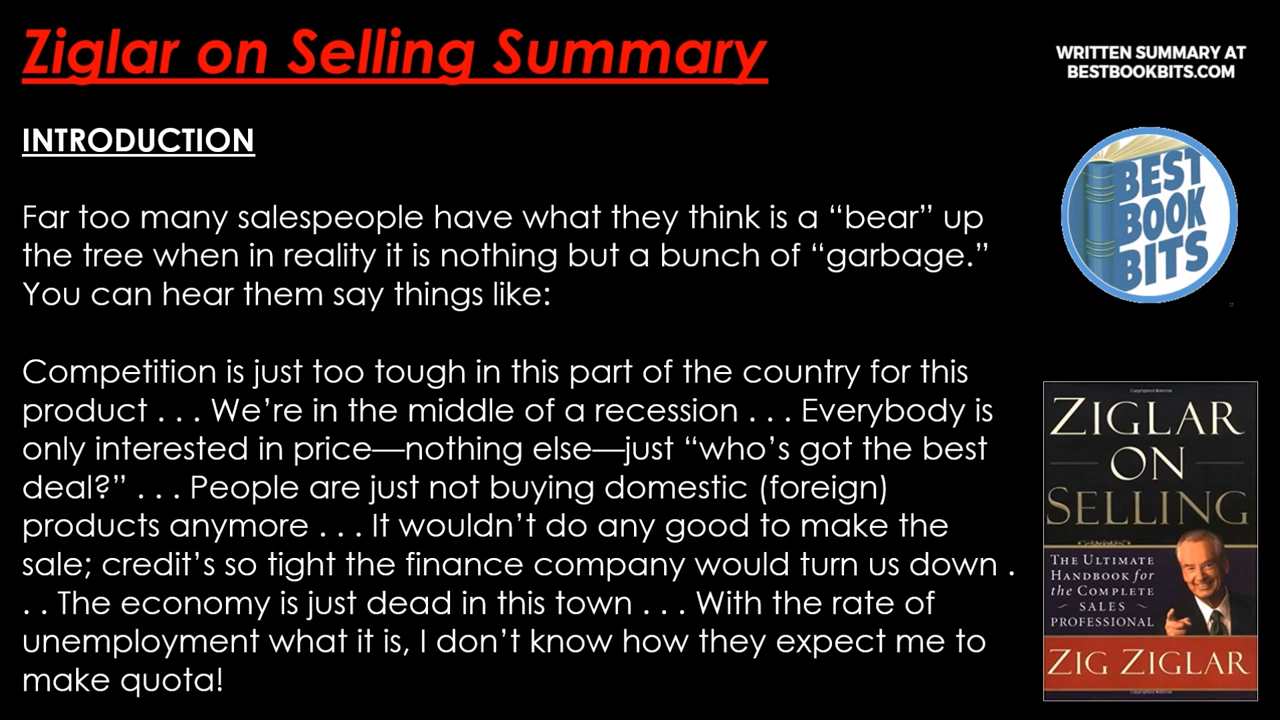 Ziglar on Selling Summary
WRITTEN SUMMARY AT
BESTBOOKBITS.COM
INTRODUCTION
Far too many salespeople have what they think is a “bear” up
the tree when in reality it is nothing but a bunch of “garbage.”
You can hear them say things like:
Competition is just too tough in this part of the country for this
product . . . We’re in the middle of a recession . . . Everybody is
only interested in price—nothing else—just “who’s got the best
deal?” . . . People are just not buying domestic (foreign)
products anymore . . . It wouldn’t do any good to make the
sale; credit’s so tight the finance company would turn us down .
. . The economy is just dead in this town . . . With the rate of
unemployment what it is, I don’t know how they expect me to
make quota!
BEST
BOOK
BITS
Copyrighted Material
ZIGLAR
ON
SELLING
THE ULTIMATE
HANDBOOK for
the COMPLETE
SALES
PROFESSIONAL
ZIG ZIGLAR
Copyrighted Material